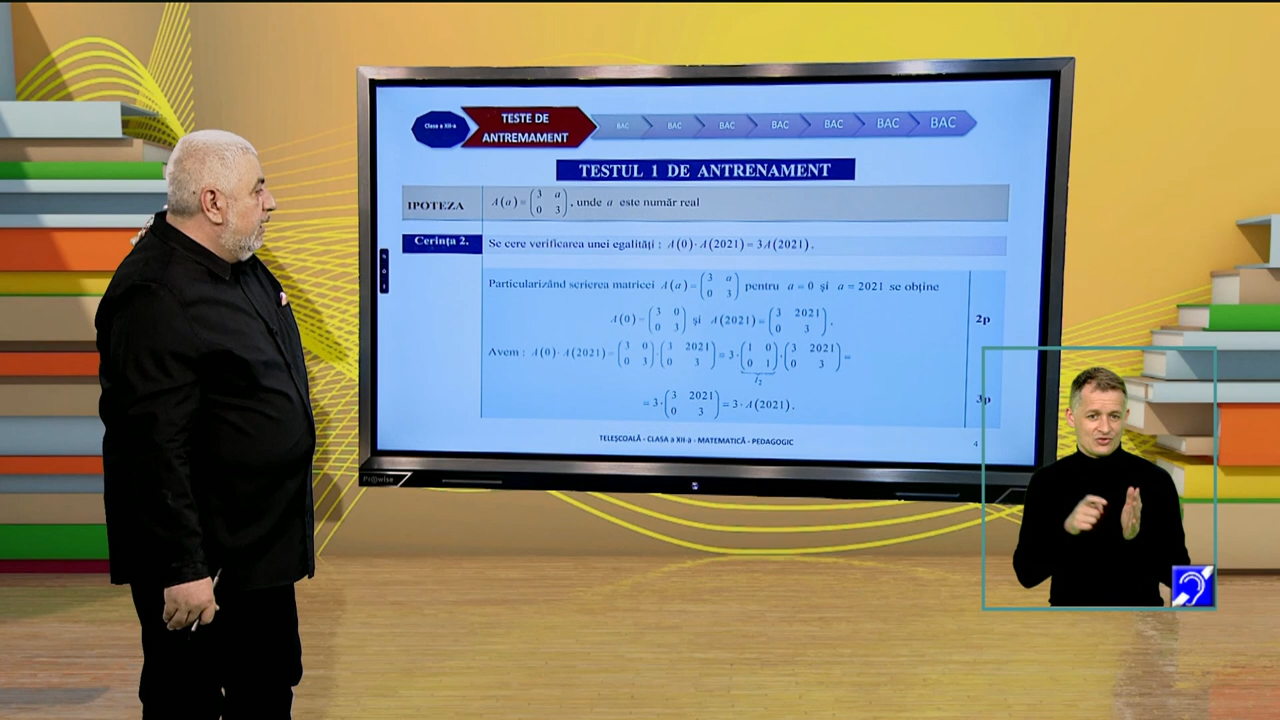 Clasa a XII-a
TESTE DE
ANTREMAMENT
BAC BAC BAC BAC BAC BAC BAC
TESTUL 1 DE ANTRENAMENT
IPOTEZA A(a) = (3 a
0 3), unde a este număr real
Cerința 2. Se cere verificarea unei egalități : A(0)· A(2021) = 3A(2021).
Particularizând scrierea matricei A(a) = (3 a
0 3) pentru a = 0 și a = 2021 se obține
A(0) = (3 0
0 3) și A(2021) = (3 2021
0 3). 2p
Avem : A(0)· A(2021) = (3 0
0 3)·(3 2021
0 3) = 3·(1 0
0 1)·(3 2021
0 3) =
I2
= 3·(3 2021
0 3) = 3· A(2021). 3p
TELEȘCOALĂ - CLASA a XII-a - MATEMATICĂ - PEDAGOGIC
4
Prowise